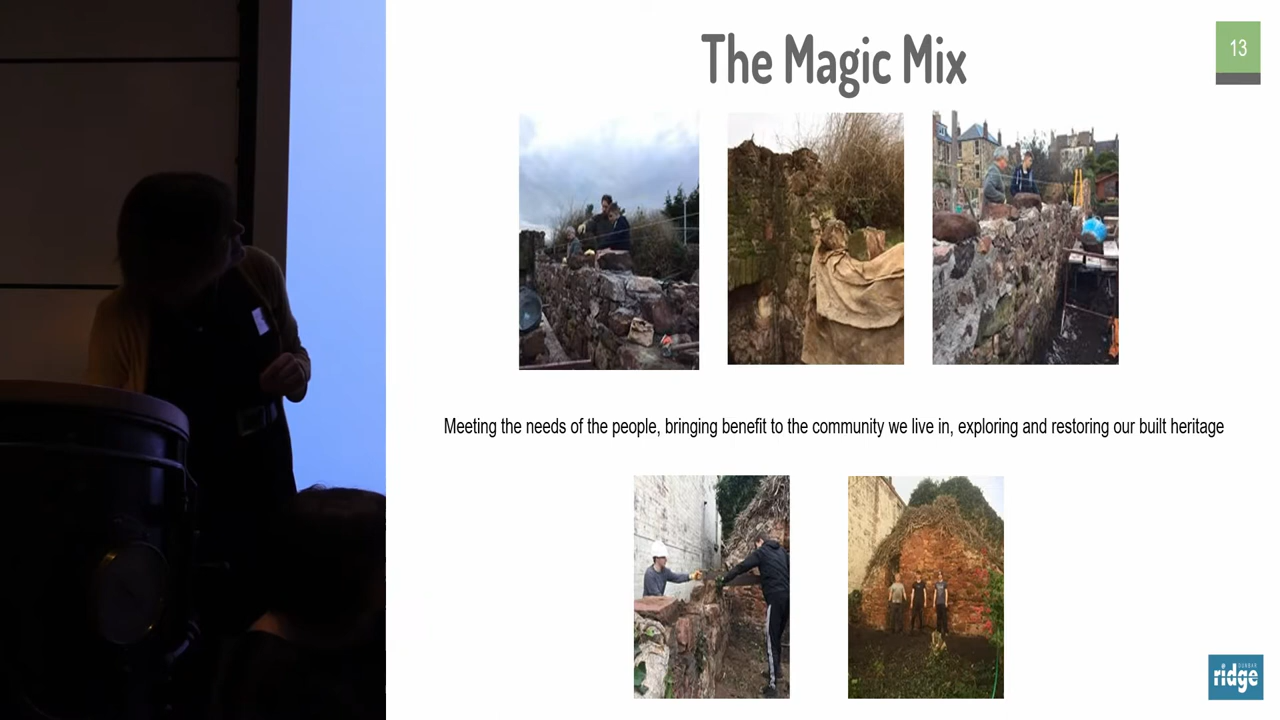 The Magic Mix
13
Meeting the needs of the people, bringing benefit to the community we live in, exploring and restoring our built heritage
DUNBAR
ridge